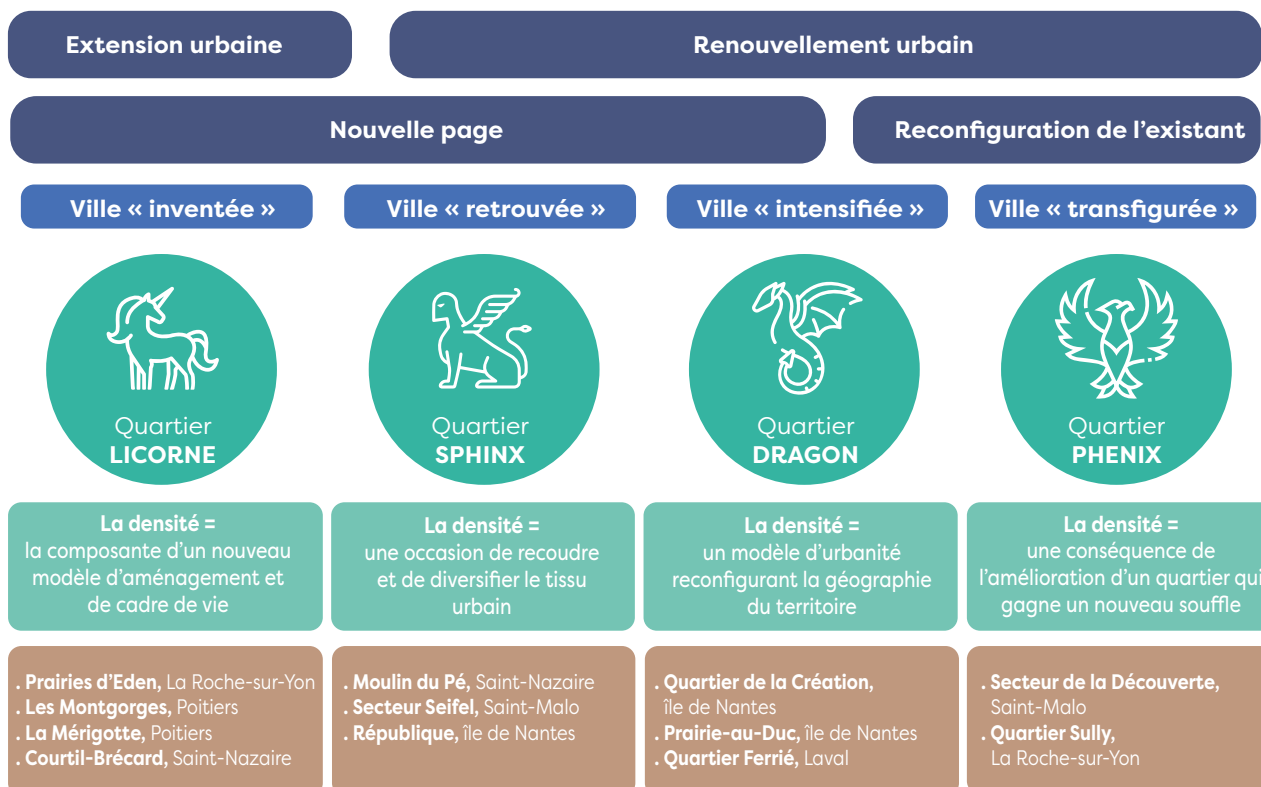 Extension urbaine
Renouvellement urbain
Nouvelle page
Reconfiguration de l'existant
Ville « inventée »
Ville « retrouvée »
Ville « intensifiée »
Ville « transfigurée »
Quartier
LICORNE
Quartier
SPHINX
Quartier
DRAGON
Quartier
PHENIX
La densité =
la composante d'un nouveau
modèle d'aménagement et
de cadre de vie
La densité =
une occasion de recoudre
et de diversifier le tissu
urbain
La densité =
un modèle d'urbanité
reconfigurant la géographie
du territoire
La densité =
une conséquence de
l'amélioration d'un quartier qui
gagne un nouveau souffle
. Prairies d'Eden, La Roche-sur-Yon
. Les Montgorges, Poitiers
. La Mérigotte, Poitiers
. Courtil-Brécard, Saint-Nazaire
. Moulin du Pé, Saint-Nazaire
. Secteur Seifel, Saint-Malo
. République, île de Nantes
. Quartier de la Création,
île de Nantes
. Prairie-au-Duc, île de Nantes
. Quartier Ferrié, Laval
. Secteur de la Découverte,
Saint-Malo
. Quartier Sully,
La Roche-sur-Yon